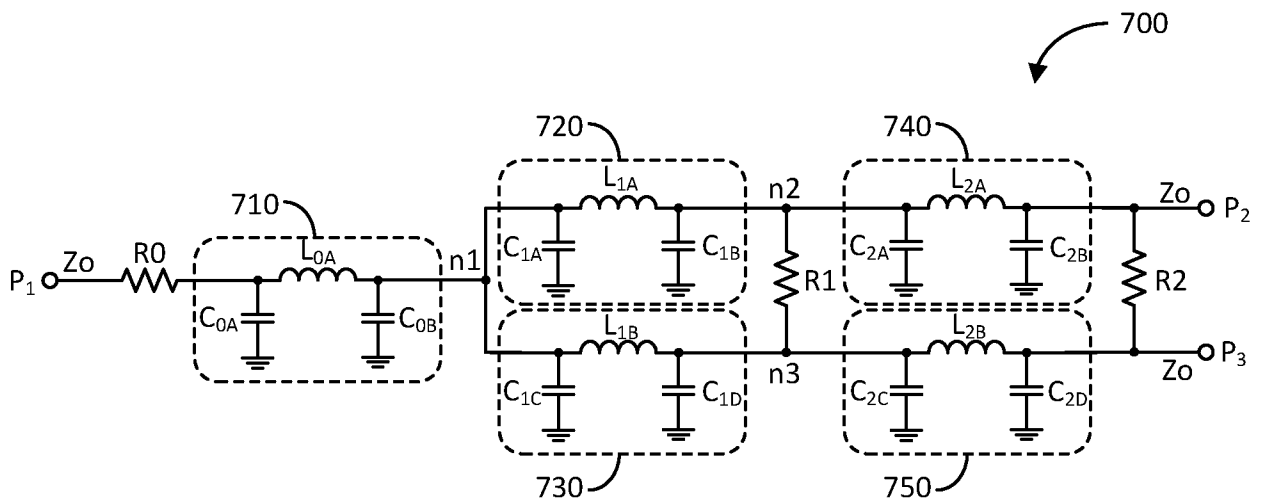 700
720
740
L1A
n2
L2A
Zo
P2
710
C1A
C1B
C2A
C2B
L0A
n1
R1
R2
P1
Zo
R0
C0A
C0B
L1B
L2B
n3
P3
Zo
C1C
C1D
C2C
C2D
730
750